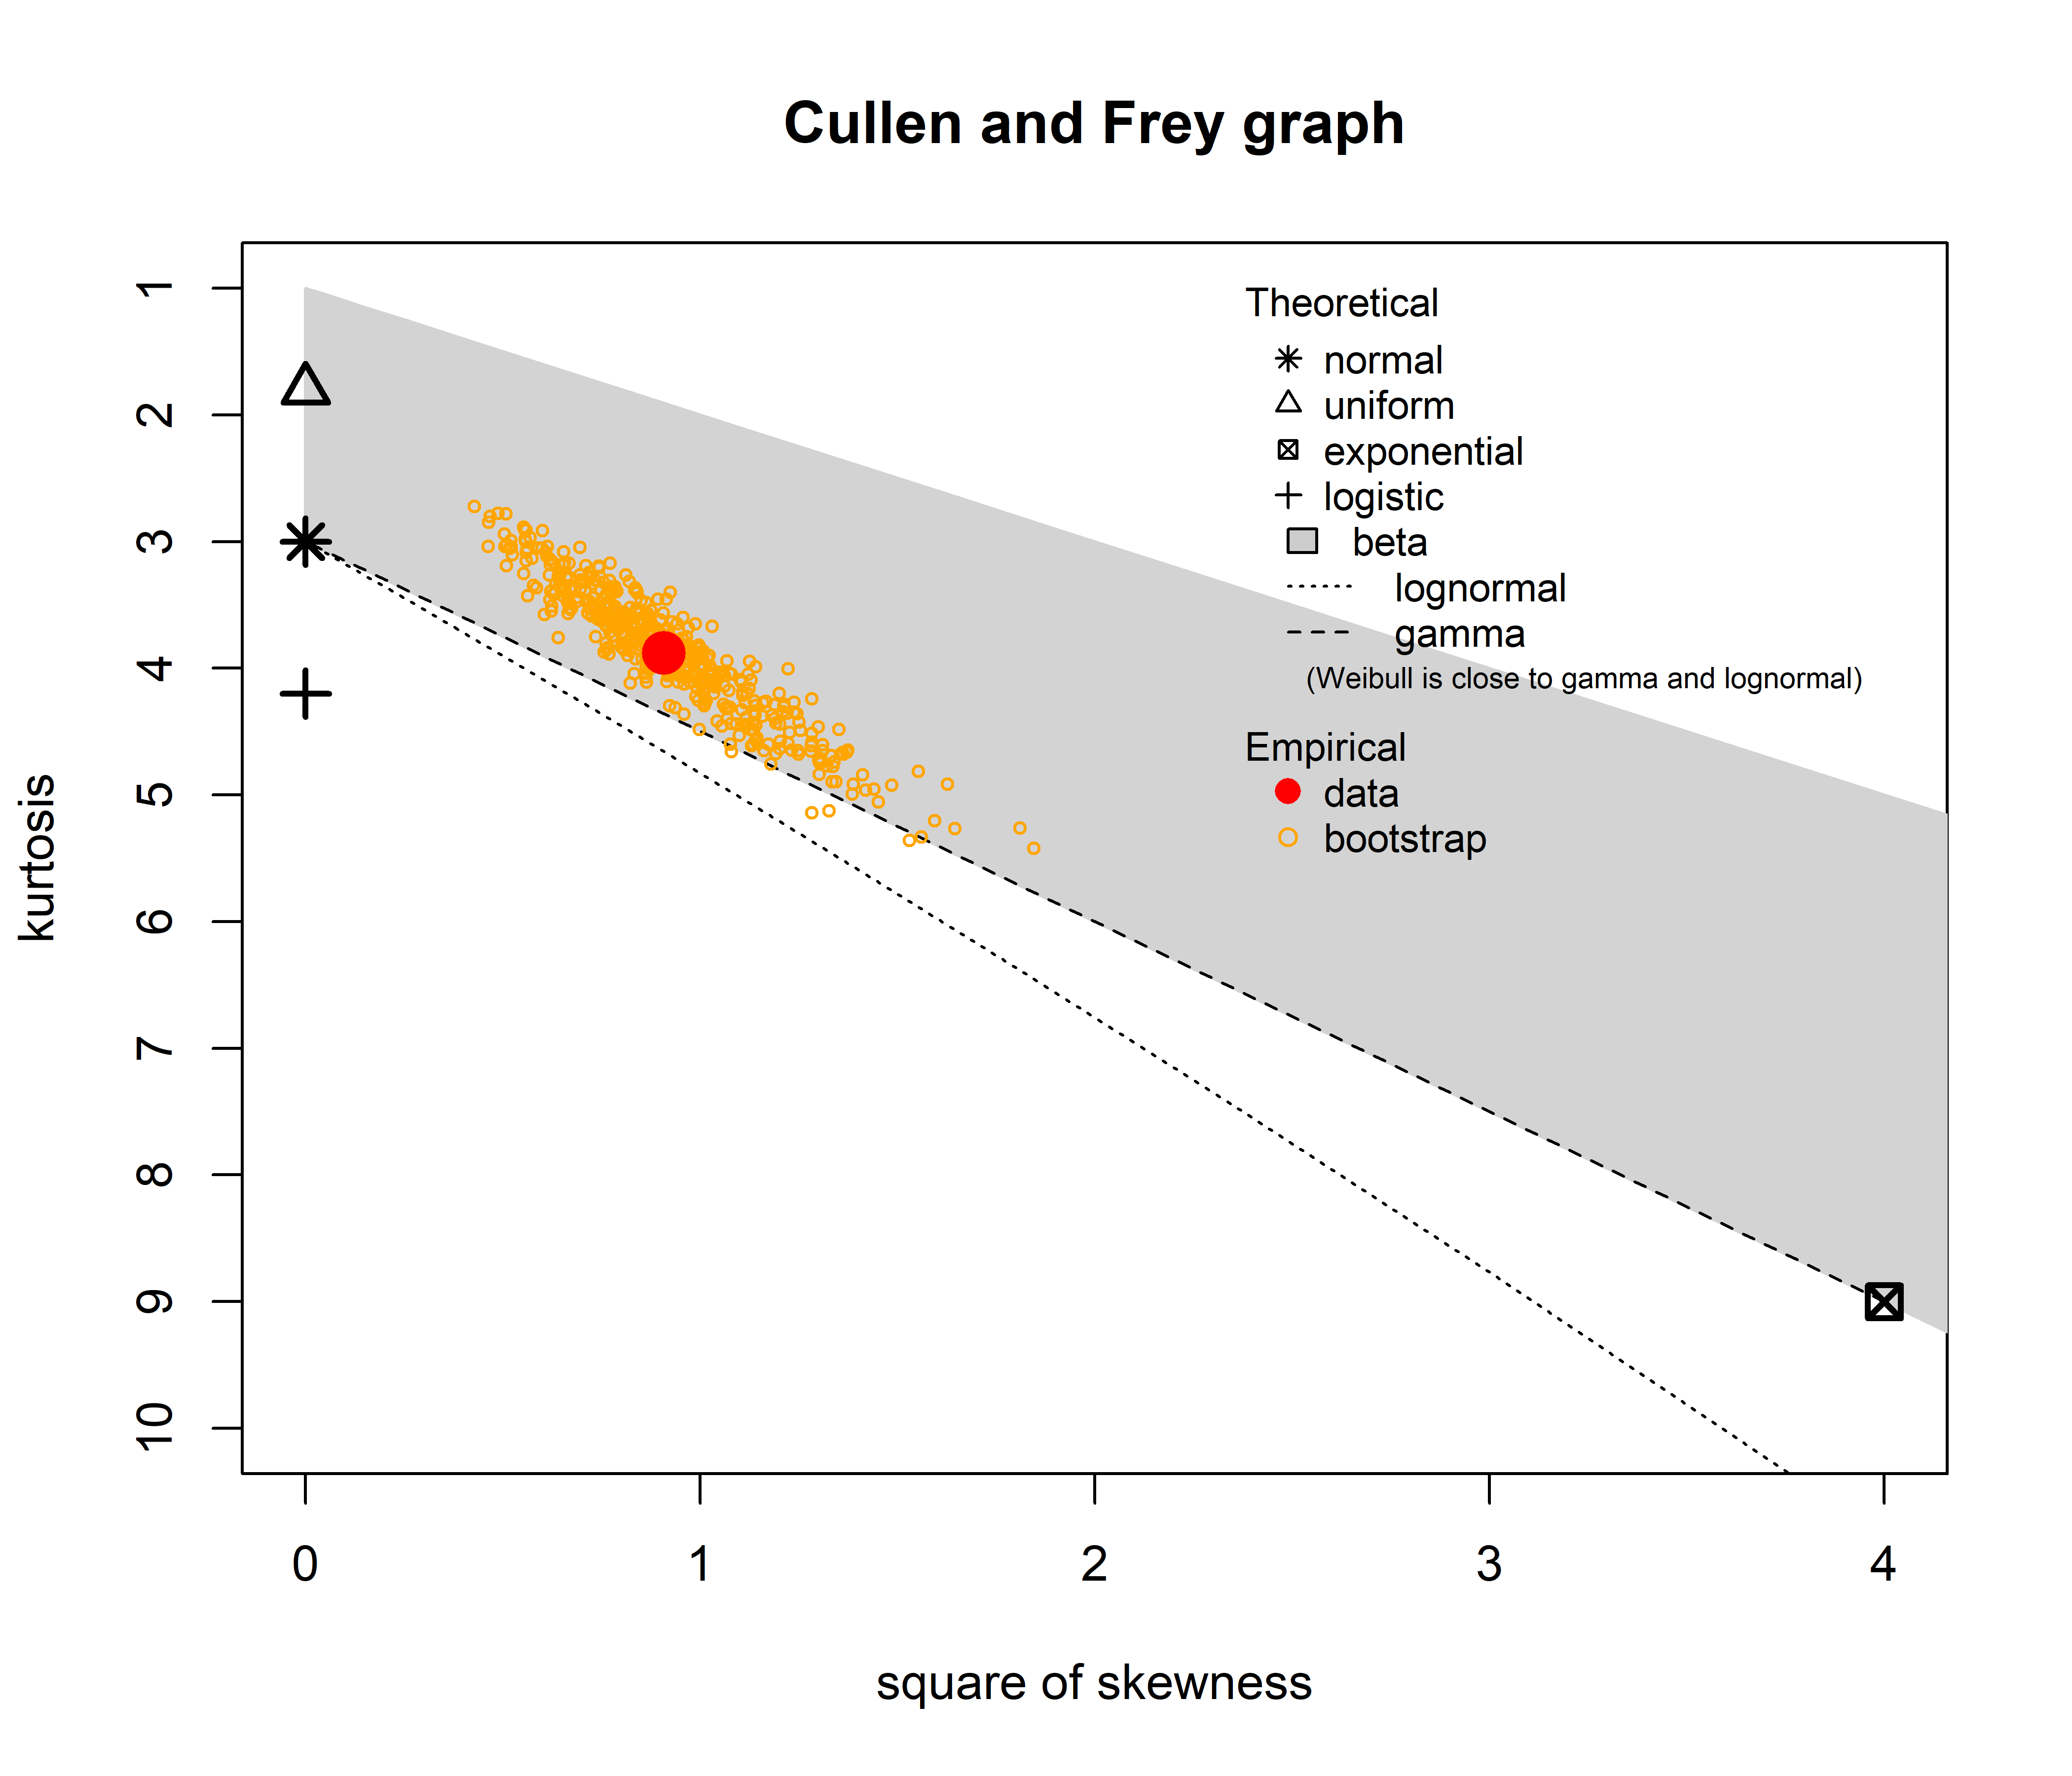 Cullen and Frey graph
kurtosis
1
2
3
4
5
6
7
8
9
10
Theoretical
normal
uniform
exponential
logistic
beta
lognormal
gamma
(Weibull is close to gamma and lognormal)
Empirical
data
bootstrap
0 1 2 3 4
square of skewness